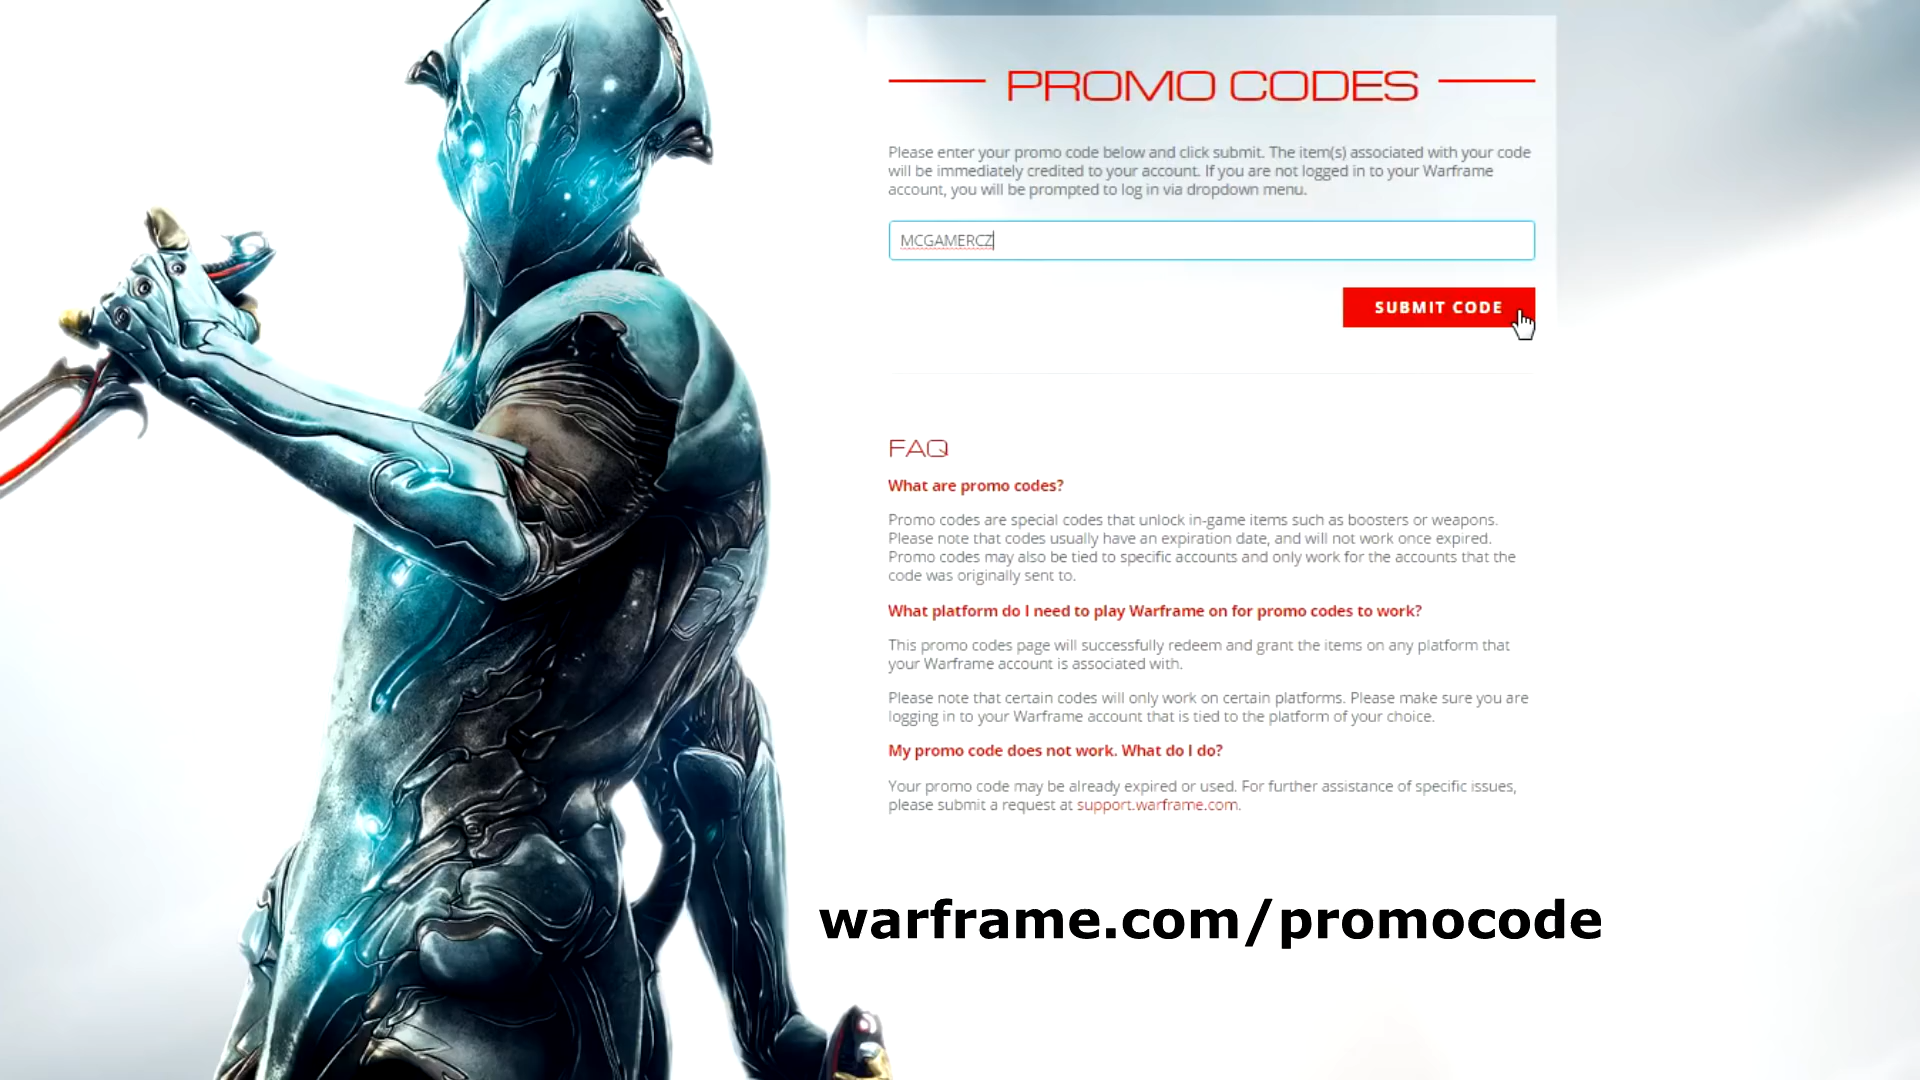 PROMO CODES
Please enter your promo code below and click submit. The item(s) associated with your code
will be immediately credited to your account. If you are not logged in to your Warframe
account, you will be prompted to log in via dropdown menu.
MCGAMERCZ
SUBMIT CODE
FAQ
What are promo codes?
Promo codes are special codes that unlock in-game items such as boosters or weapons.
Please note that codes usually have an expiration date, and will not work once expired.
Promo codes may also be tied to specific accounts and only work for the accounts that the
code was originally sent to.
What platform do I need to play Warframe on for promo codes to work?
This promo codes page will successfully redeem and grant the items on any platform that
your Warframe account is associated with.
Please note that certain codes will only work on certain platforms. Please make sure you are
logging in to your Warframe account that is tied to the platform of your choice.
My promo code does not work. What do I do?
Your promo code may be already expired or used. For further assistance of specific issues,
please submit a request at support.warframe.com.
warframe.com/promocode